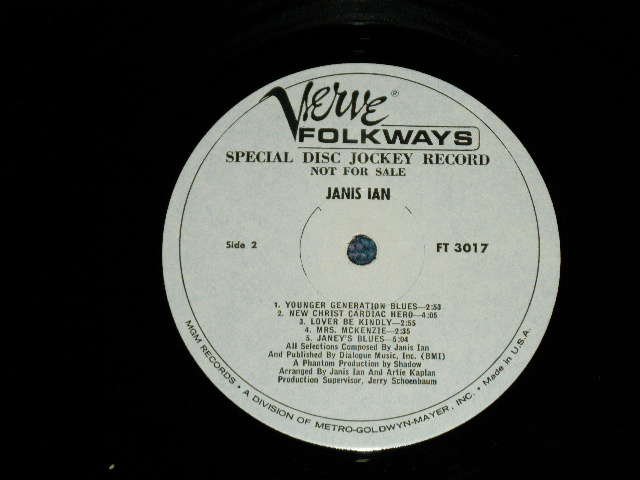 Verve ®
FOLKWAYS
SPECIAL DISC JOCKEY RECORD
NOT FOR SALE
JANIS IAN
Side 2
FT 3017
1. YOUNGER GENERATION BLUES—2:53
2. NEW CHRIST CARDIAC HERO—4:05
3. LOVER BE KINDLY—2:55
4. MRS. MCKENZIE—2:35
5. JANEY'S BLUES—5:04
All Selections Composed By Janis Ian
And Published By Dialogue Music, Inc. (BMI)
A Phantom Production by Shadow
Arranged By Janis Ian And Artie Kaplan
Production Supervisor, Jerry Schoenbaum
MGM RECORDS • A DIVISION OF METRO-GOLDWYN-MAYER, INC. • Made in U.S.A.